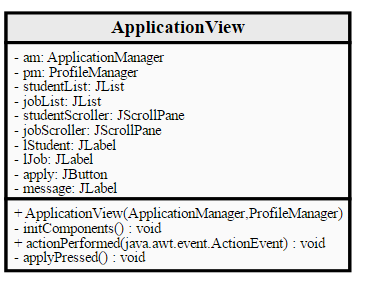 ApplicationView
- am: ApplicationManager
- pm: ProfileManager
- studentList: JList
- jobList: JList
- studentScroller: JScrollPane
- jobScroller: JScrollPane
- lStudent: JLabel
- lJob: JLabel
- apply: JButton
- message: JLabel
+ ApplicationView(ApplicationManager,ProfileManager)
- initComponents() : void
+ actionPerformed(java.awt.event.ActionEvent) : void
- applyPressed() : void